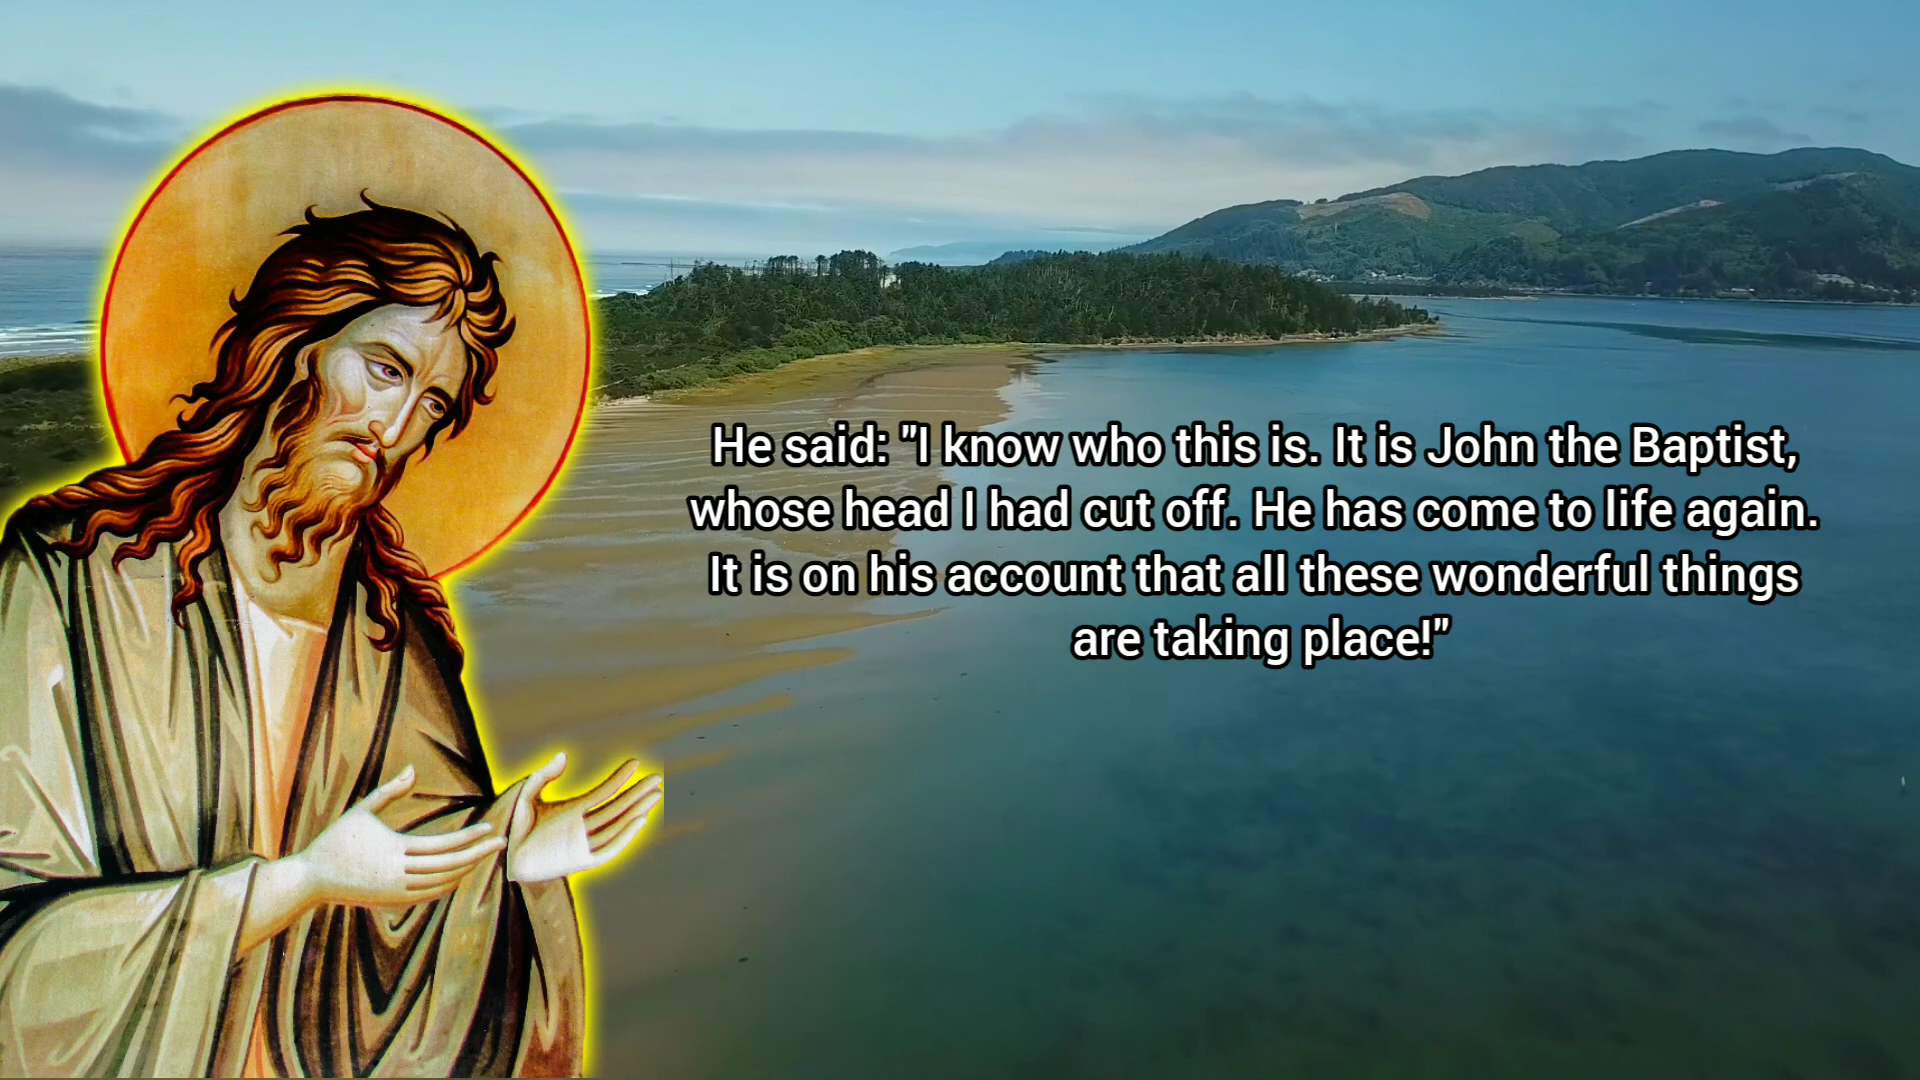 He said: "I know who this is. It is John the Baptist,
whose head I had cut off. He has come to life again.
It is on his account that all these wonderful things
are taking place!"